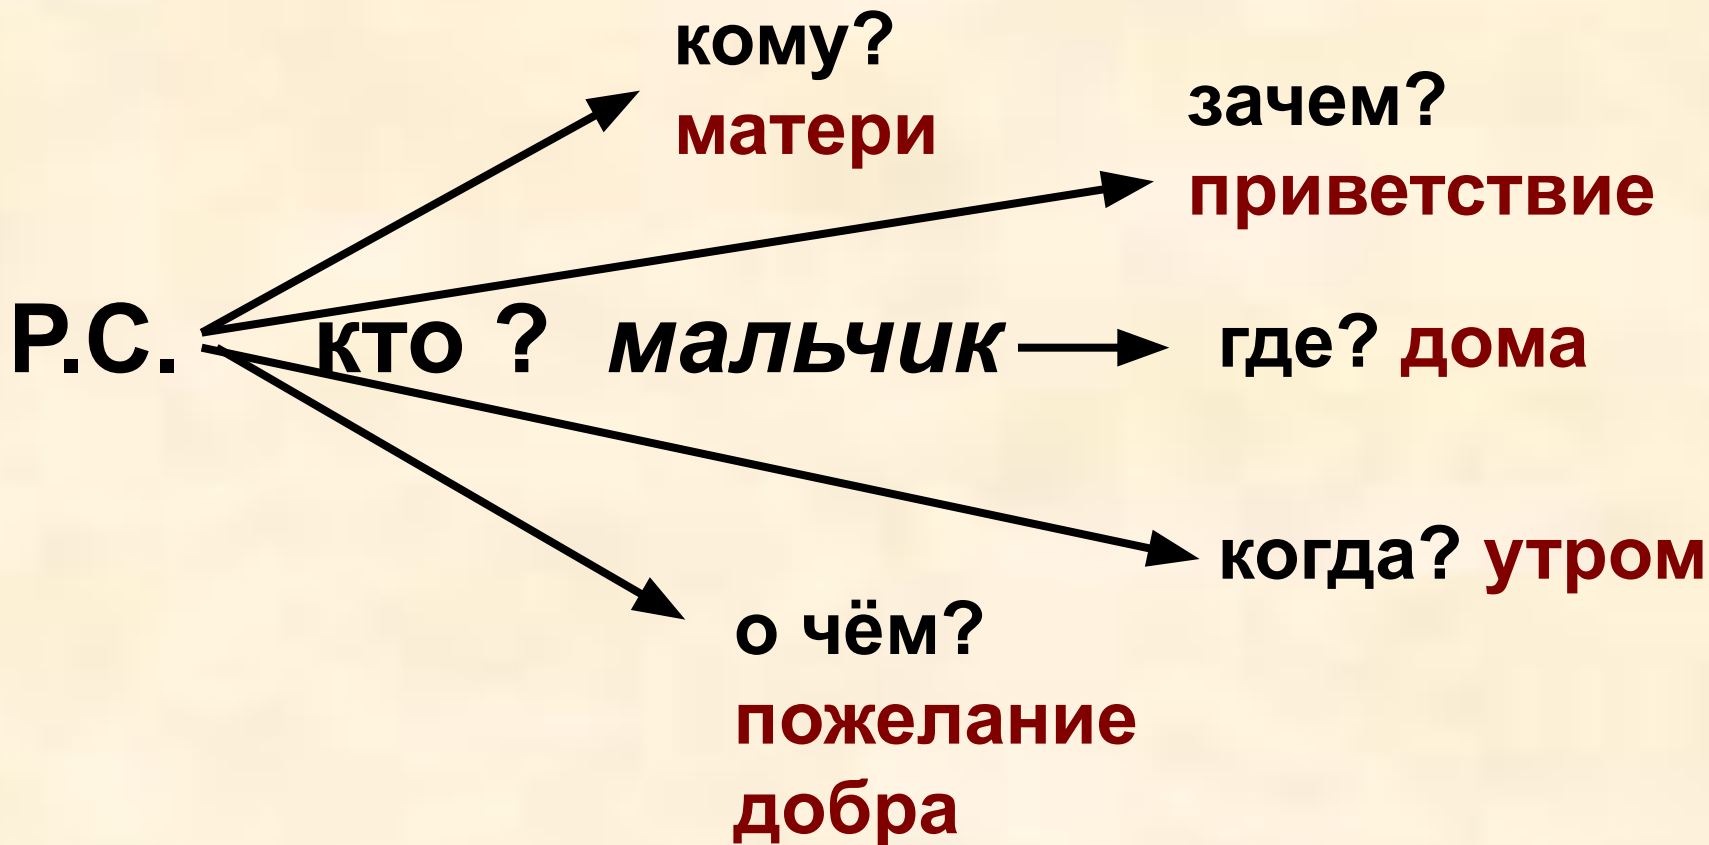 кому?
матери
зачем?
приветствие
Р.С. кто ? мальчик
где? дома
когда? утром
о чём?
пожелание
добра